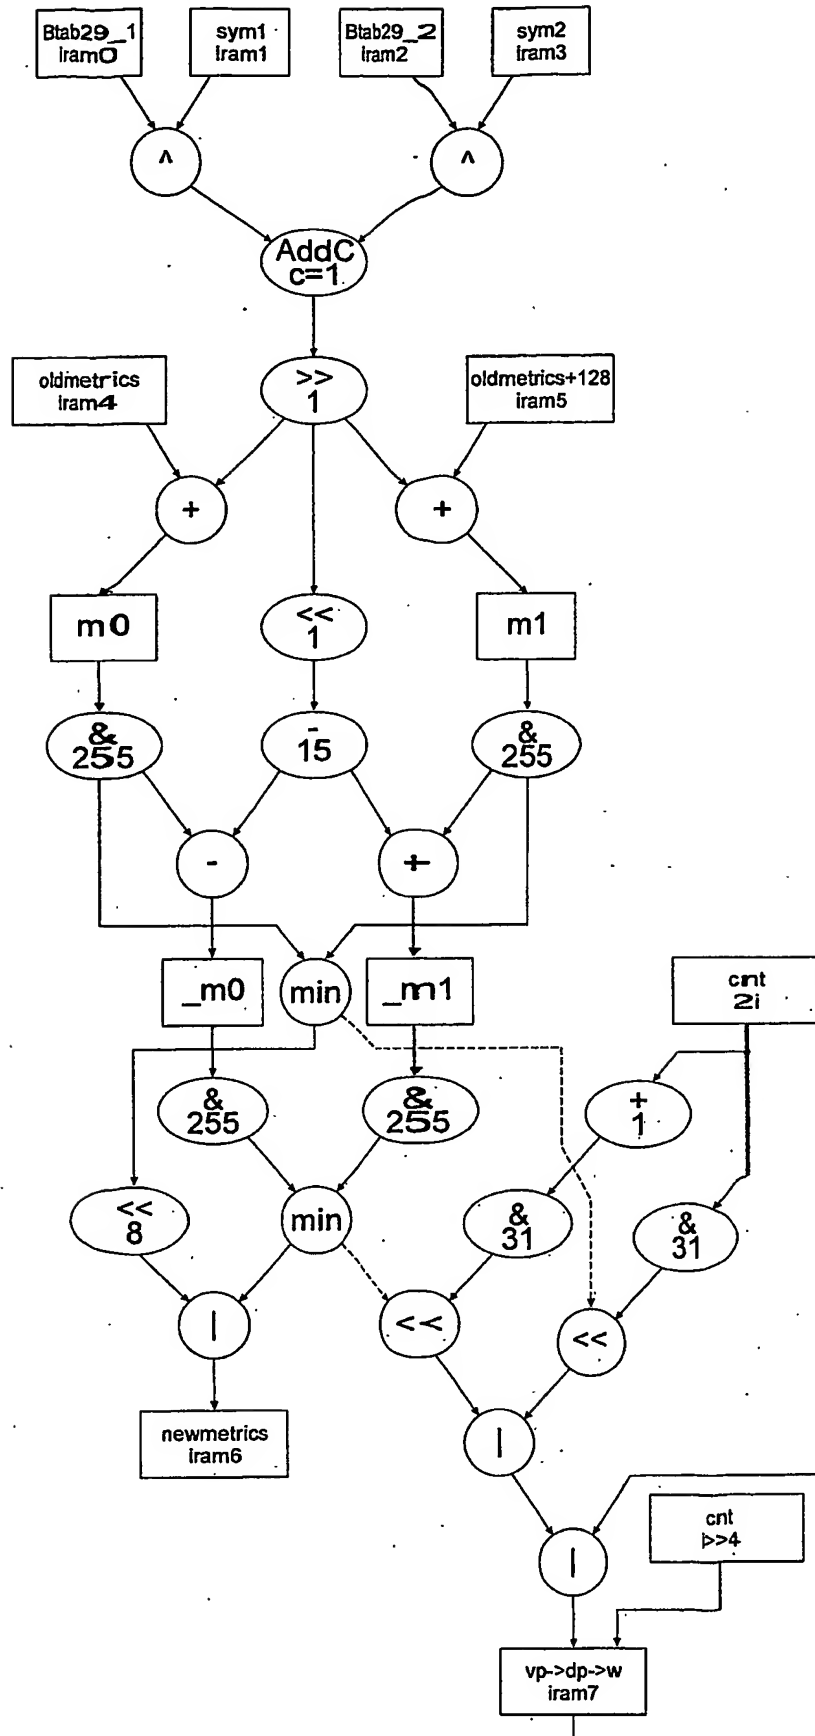 Btab29_1
iram0
sym1
iram1
Btab29_2
iram2
sym2
iram3
^
^
AddC
c=1
oldmetrics
iram4
>>
1
oldmetrics+128
iram5
+
+
m0
<<
1
m1
&
255
-
15
&
255
-
+
_m0
min
_m1
cnt
2i
&
255
&
255
+
1
<<
8
min
&
31
&
31
|
<<
<<
newmetrics
iram6
|
cnt
i>>4
|
vp->dp->w
iram7